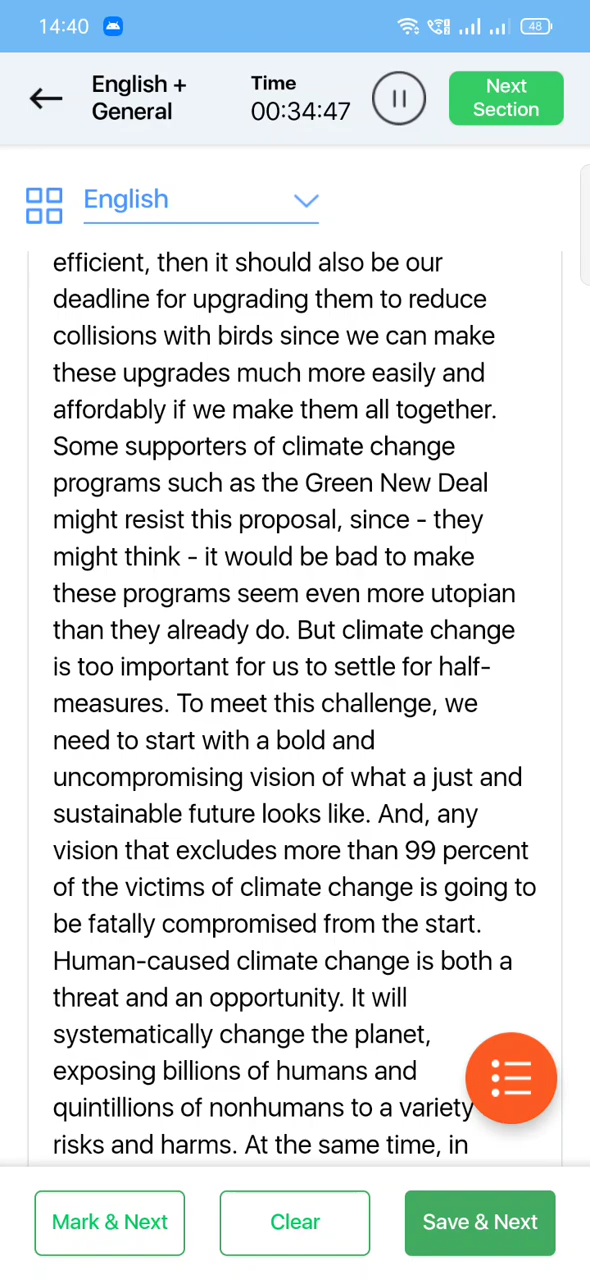 14:40
48
English +
General
Time
00:34:47
Next
Section
English
efficient, then it should also be our
deadline for upgrading them to reduce
collisions with birds since we can make
these upgrades much more easily and
affordably if we make them all together.
Some supporters of climate change
programs such as the Green New Deal
might resist this proposal, since - they
might think - it would be bad to make
these programs seem even more utopian
than they already do. But climate change
is too important for us to settle for half-
measures. To meet this challenge, we
need to start with a bold and
uncompromising vision of what a just and
sustainable future looks like. And, any
vision that excludes more than 99 percent
of the victims of climate change is going to
be fatally compromised from the start.
Human-caused climate change is both a
threat and an opportunity. It will
systematically change the planet,
exposing billions of humans and
quintillions of nonhumans to a variety
risks and harms. At the same time, in
Mark & Next
Clear
Save & Next